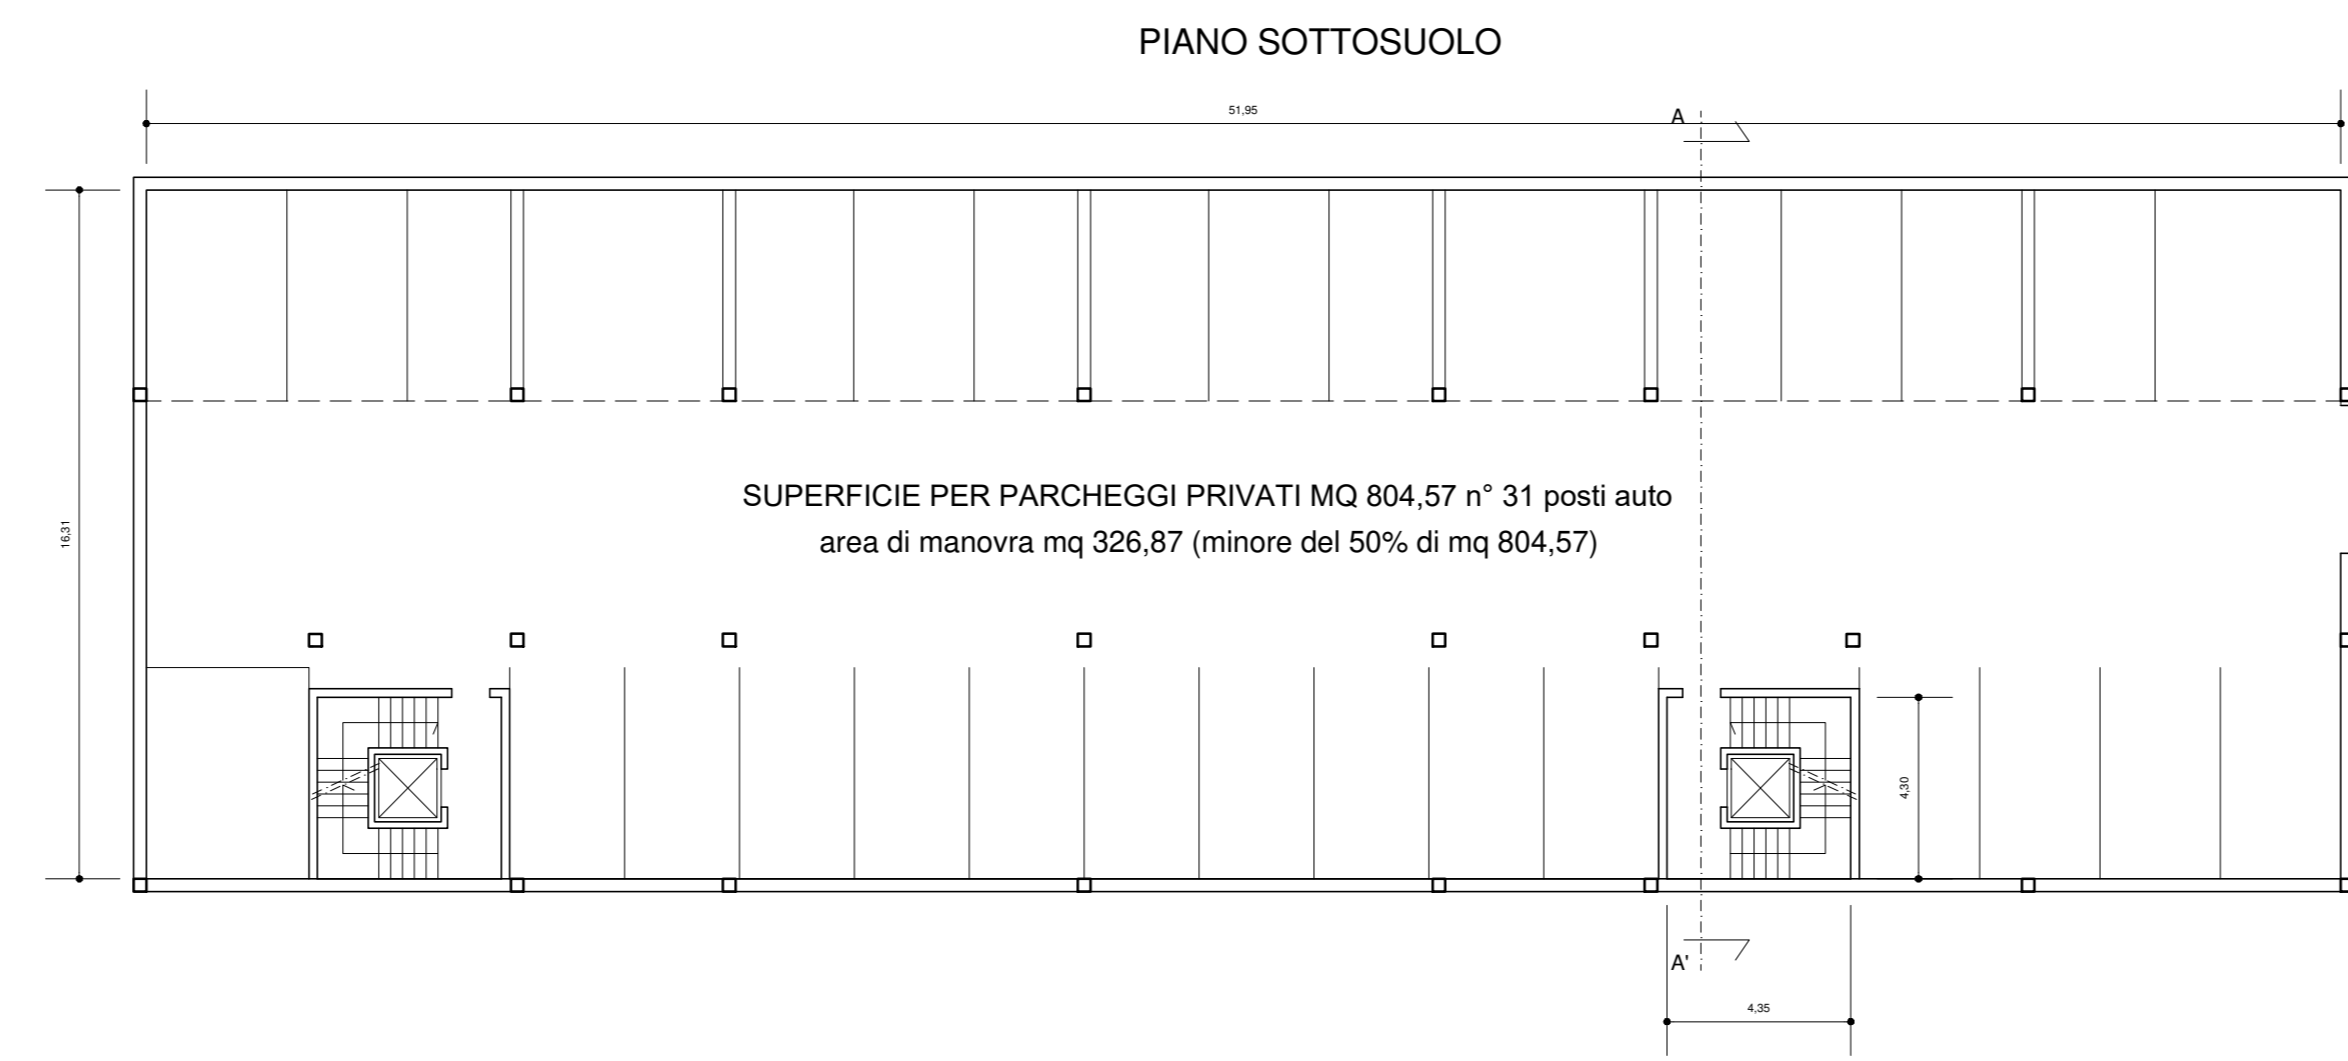 PIANO SOTTOSUOLO
51,95
A
16,31
SUPERFICIE PER PARCHEGGI PRIVATI MQ 804,57 n° 31 posti auto
area di manovra mq 326,87 (minore del 50% di mq 804,57)
4,30
A'
4,35